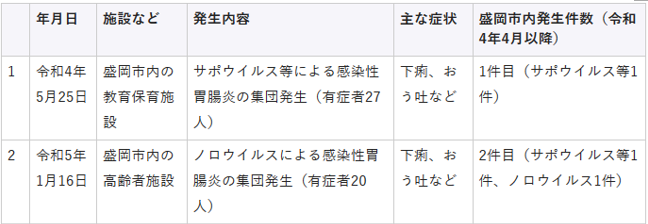 年月日 施設など 発生内容 主な症状 盛岡市内発生件数（令和
4年4月以降）
1 令和4年 盛岡市内の サポウイルス等による感染性 下痢、お 1件目（サポウイルス等1
5月25日 教育保育施 胃腸炎の集団発生（有症者27 う吐など 件）
設 人）
2 令和5年 盛岡市内の ノロウイルスによる感染性胃 下痢、お 2件目（サポウイルス等1
1月16日 高齢者施設 腸炎の集団発生（有症者20 う吐など 件、ノロウイルス1件）
人）